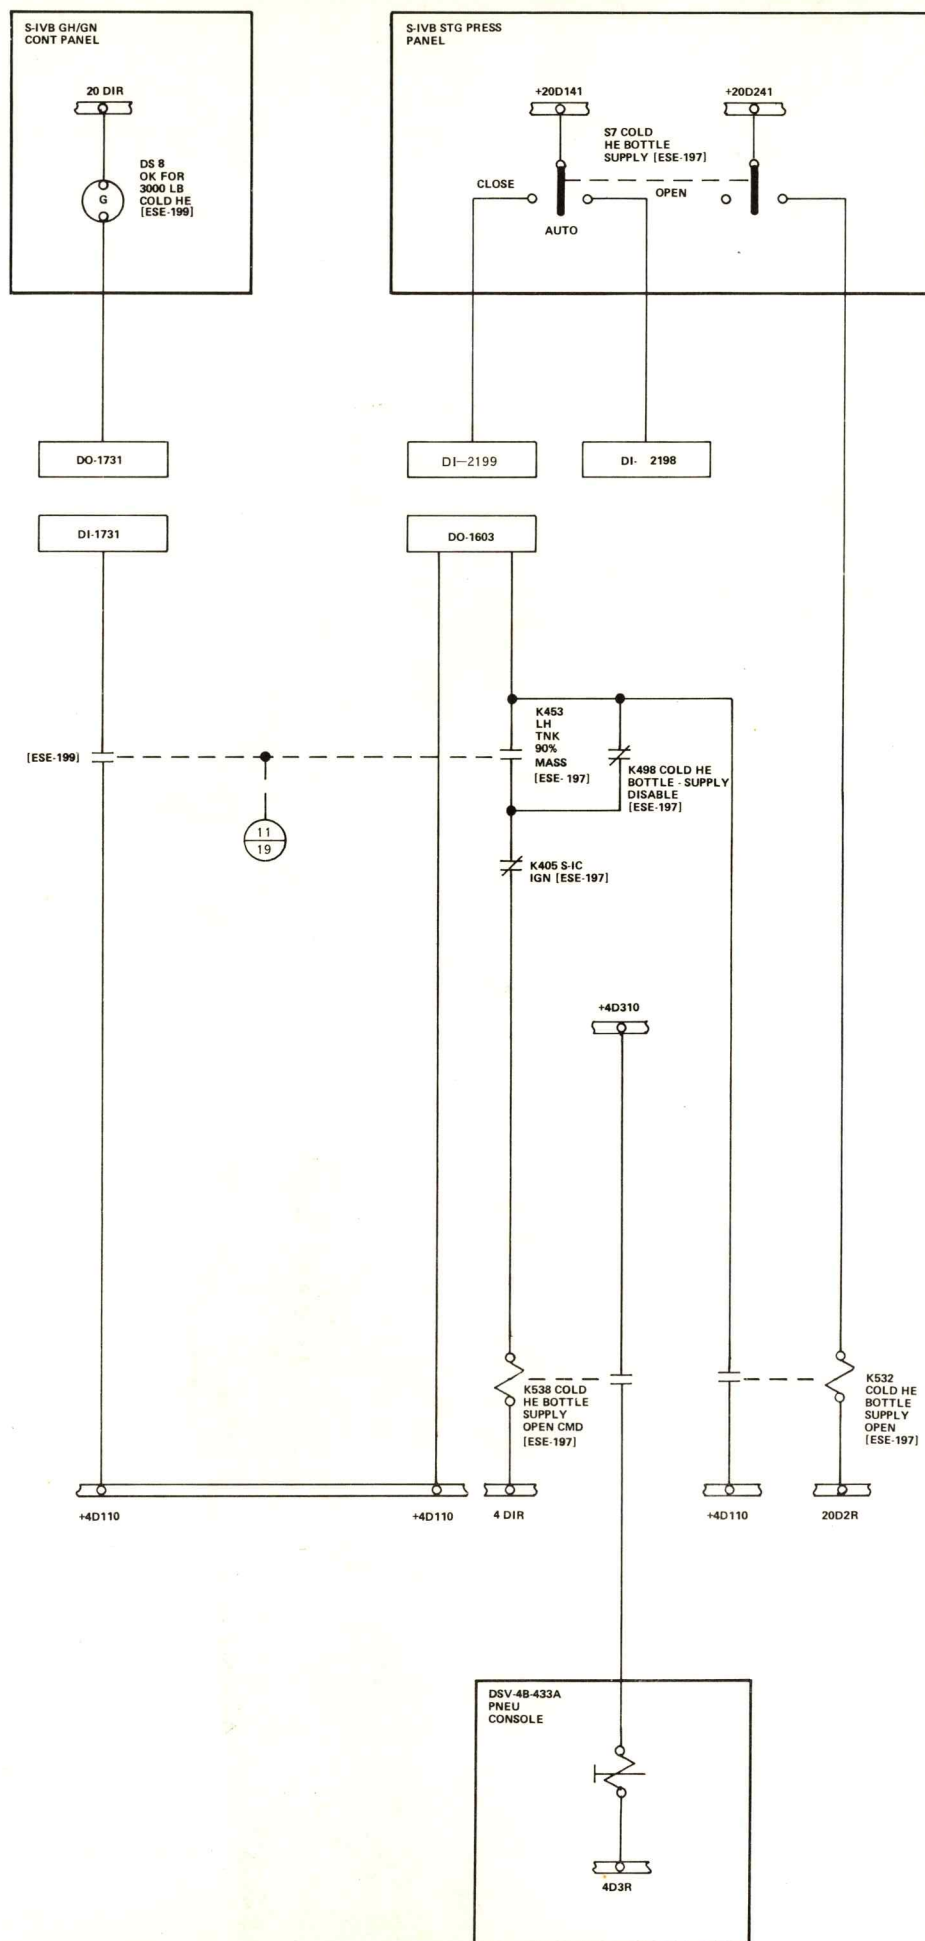 S-IVB GH/GN
CONT PANEL
20 DIR
DS 8
OK FOR
3000 LB
COLD HE
[ESE-199]
G
S-IVB STG PRESS
PANEL
+20D141
+20D241
S7 COLD
HE BOTTLE
SUPPLY [ESE-197]
CLOSE
OPEN
AUTO
DO-1731
DI-2199
DI- 2198
DI-1731
DO-1603
[ESE-199]
K453
LH
TNK
90%
MASS
[ESE-197]
K498 COLD HE
BOTTLE - SUPPLY
DISABLE
[ESE-197]
11
19
K405 S-IC
IGN [ESE-197]
+4D310
K538 COLD
HE BOTTLE
SUPPLY
OPEN CMD
[ESE-197]
K532
COLD HE
BOTTLE
SUPPLY
OPEN
[ESE-197]
+4D110
+4D110
4 DIR
+4D110
20D2R
DSV-4B-433A
PNEU
CONSOLE
4D3R